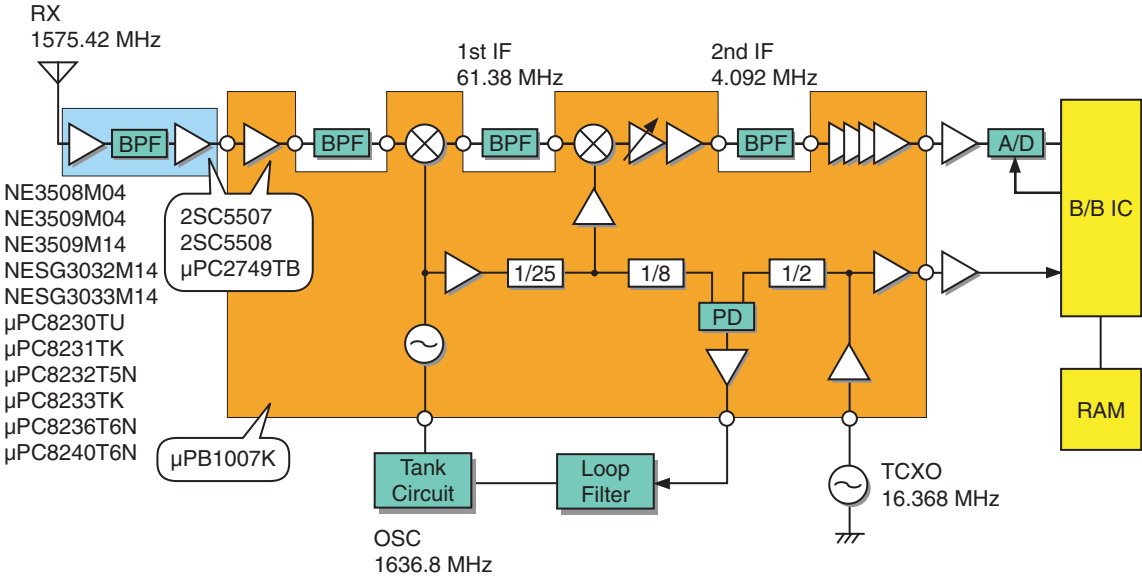 RX
1575.42 MHz
1st IF
61.38 MHz
2nd IF
4.092 MHz
BPF
BPF
BPF
BPF
A/D
B/B IC
NE3508M04
NE3509M04
NE3509M14
NESG3032M14
NESG3033M14
µPC8230TU
µPC8231TK
µPC8232T5N
µPC8233TK
µPC8236T6N
µPC8240T6N
2SC5507
2SC5508
µPC2749TB
1/25
1/8
1/2
PD
RAM
µPB1007K
Tank
Circuit
Loop
Filter
TCXO
16.368 MHz
OSC
1636.8 MHz